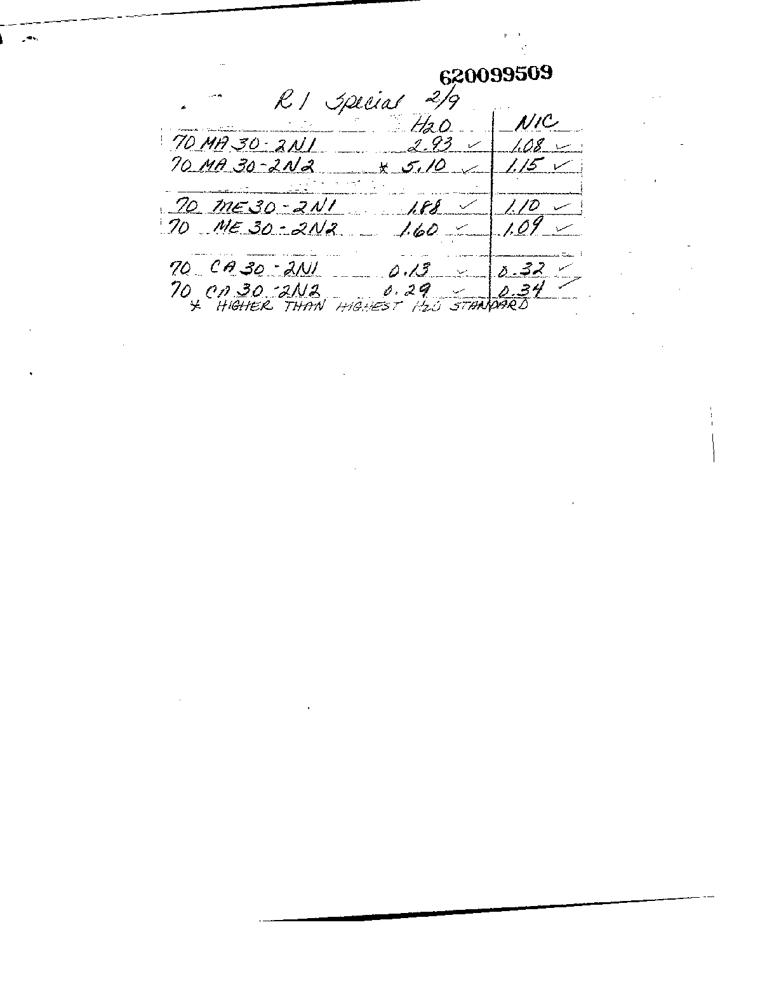 620099509
R1 Special 2/9
H2O NIC
70 MA 30-2N1 2.93 ✓ 1.08 ✓
70 MA 30-2N2 * 5.10 ✓ 1.15 ✓
70 ME 30-2N1 1.88 ✓ 1.10 ✓
70 ME 30-2N2 1.60 ✓ 1.09 ✓
70 CA 30-2N1 0.13 ✓ 0.32 ✓
70 CA 30-2N2 0.29 ✓ 0.34 ✓
* HIGHER THAN HIGHEST H2O STANDARD